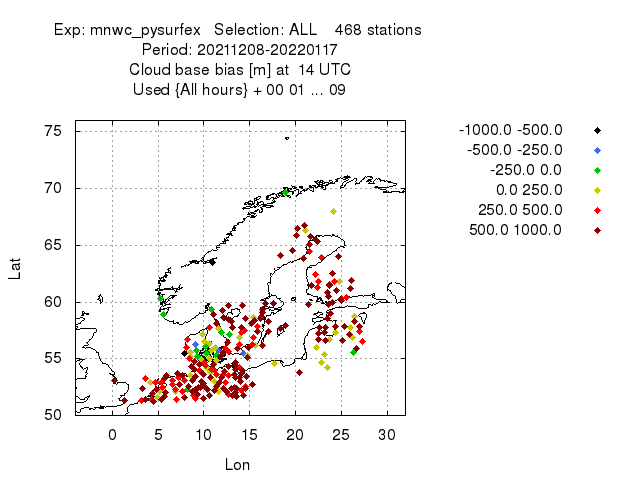 Exp: mnwc_pysurfex   Selection: ALL    468 stations
Period: 20211208-20220117
Cloud base bias [m] at  14 UTC
Used {All hours} + 00 01 ... 09
75
70
65
60
55
50
Lat
0 5 10 15 20 25 30
Lon
-1000.0 -500.0
-500.0 -250.0
-250.0 0.0
0.0 250.0
250.0 500.0
500.0 1000.0